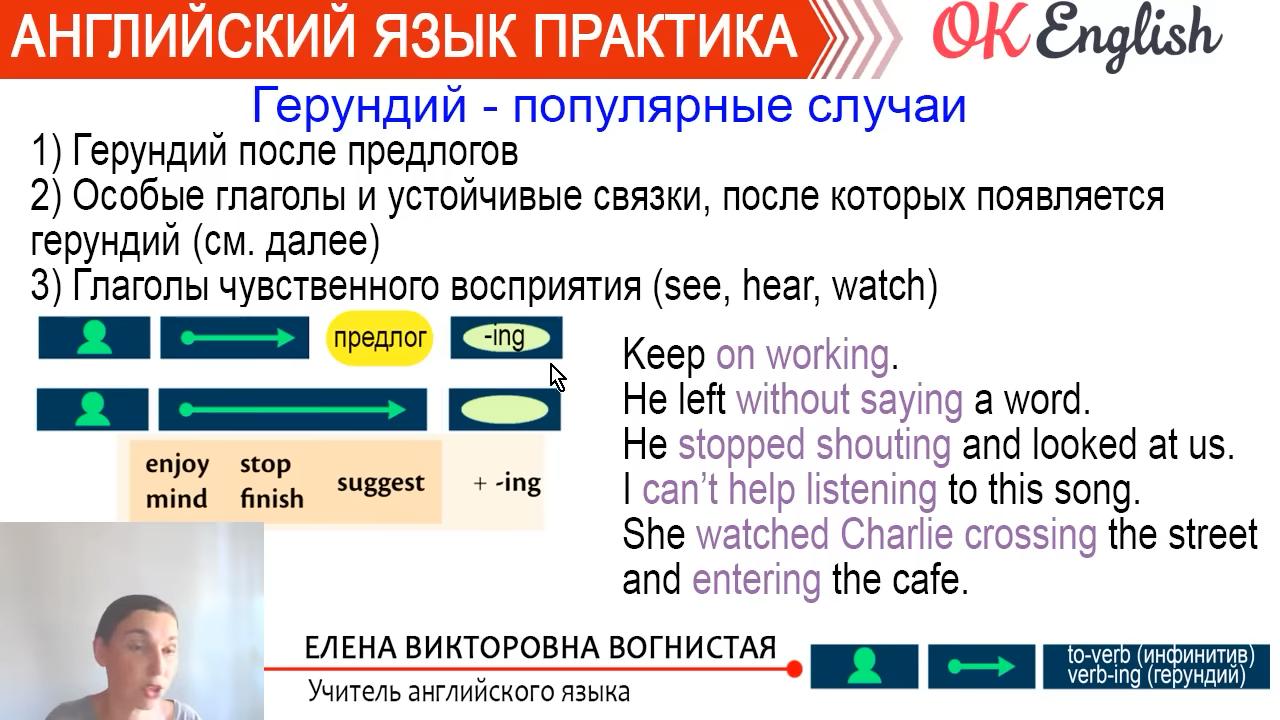 АНГЛИЙСКИЙ ЯЗЫК ПРАКТИКА
OK English
Герундий - популярные случаи
1) Герундий после предлогов
2) Особые глаголы и устойчивые связки, после которых появляется
герундий (см. далее)
3) Глаголы чувственного восприятия (see, hear, watch)
предлог
-ing
enjoy stop
mind finish
suggest
+ -ing
Keep on working.
He left without saying a word.
He stopped shouting and looked at us.
I can't help listening to this song.
She watched Charlie crossing the street
and entering the cafe.
ЕЛЕНА ВИКТОРОВНА ВОГНИСТАЯ
Учитель английского языка
to-verb (инфинитив)
verb-ing (герундий)